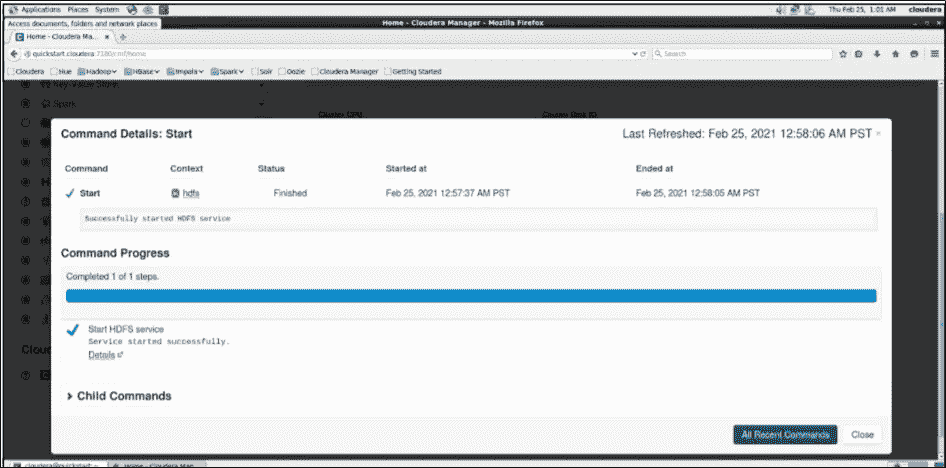 Applications Places System
Thu Feb 25, 1:01 AM cloudera
Access documents, folders and network places
Home - Cloudera Manager - Mozilla Firefox
Home - Cloudera Ma...
quickstart.cloudera:7180/cmf/home
Search
Cloudera Hue Hadoop HBase Impala Spark Solr Oozie Cloudera Manager Getting Started
Key-Value Store
Spark
Command Details: Start
Last Refreshed: Feb 25, 2021 12:58:06 AM PST
Command Context Status Started at Ended at
Start hdfs Finished Feb 25, 2021 12:57:37 AM PST Feb 25, 2021 12:58:05 AM PST
Successfully started HDFS service
Command Progress
Completed 1 of 1 steps.
Start HDFS service
Service started successfully.
Details
Cloud
Child Commands
All Recent Commands Close
cloudera@quickstart:~ Home - Cloudera Man...